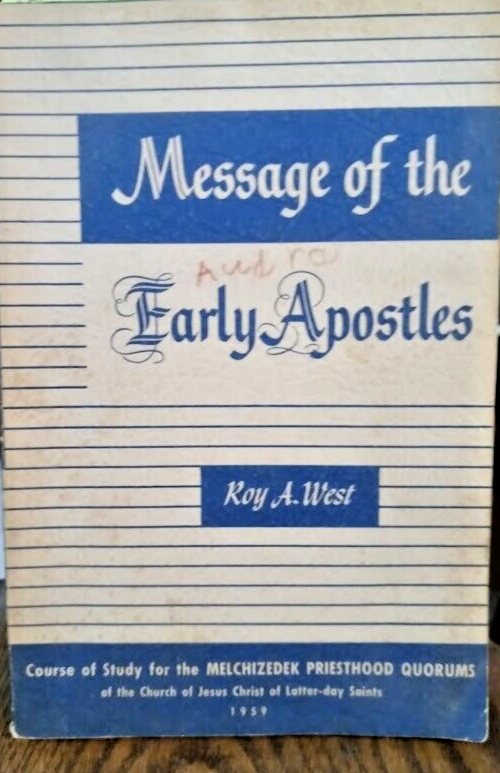 Message of the
Audra
Early Apostles
Roy A. West
Course of Study for the MELCHIZEDEK PRIESTHOOD QUORUMS
of the Church of Jesus Christ of Latter-day Saints
1959